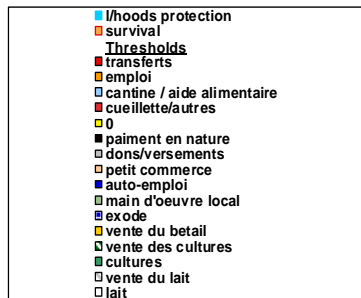 l/hoods protection
survival
Thresholds
transferts
emploi
cantine / aide alimentaire
cueillette/autres
0
paiment en nature
dons/versements
petit commerce
auto-emploi
main d'oeuvre local
exode
vente du betail
vente des cultures
cultures
vente du lait
lait